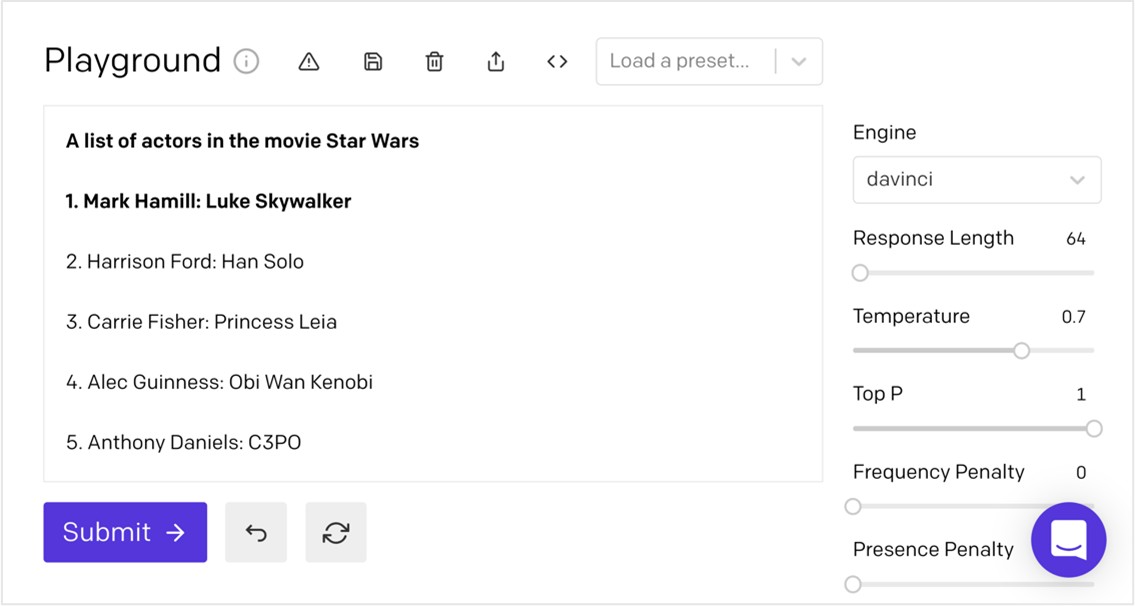 Playground
Load a preset...
A list of actors in the movie Star Wars
1. Mark Hamill: Luke Skywalker
2. Harrison Ford: Han Solo
3. Carrie Fisher: Princess Leia
4. Alec Guinness: Obi Wan Kenobi
5. Anthony Daniels: C3PO
Submit →
Engine
davinci
Response Length 64
Temperature 0.7
Top P 1
Frequency Penalty 0
Presence Penalty